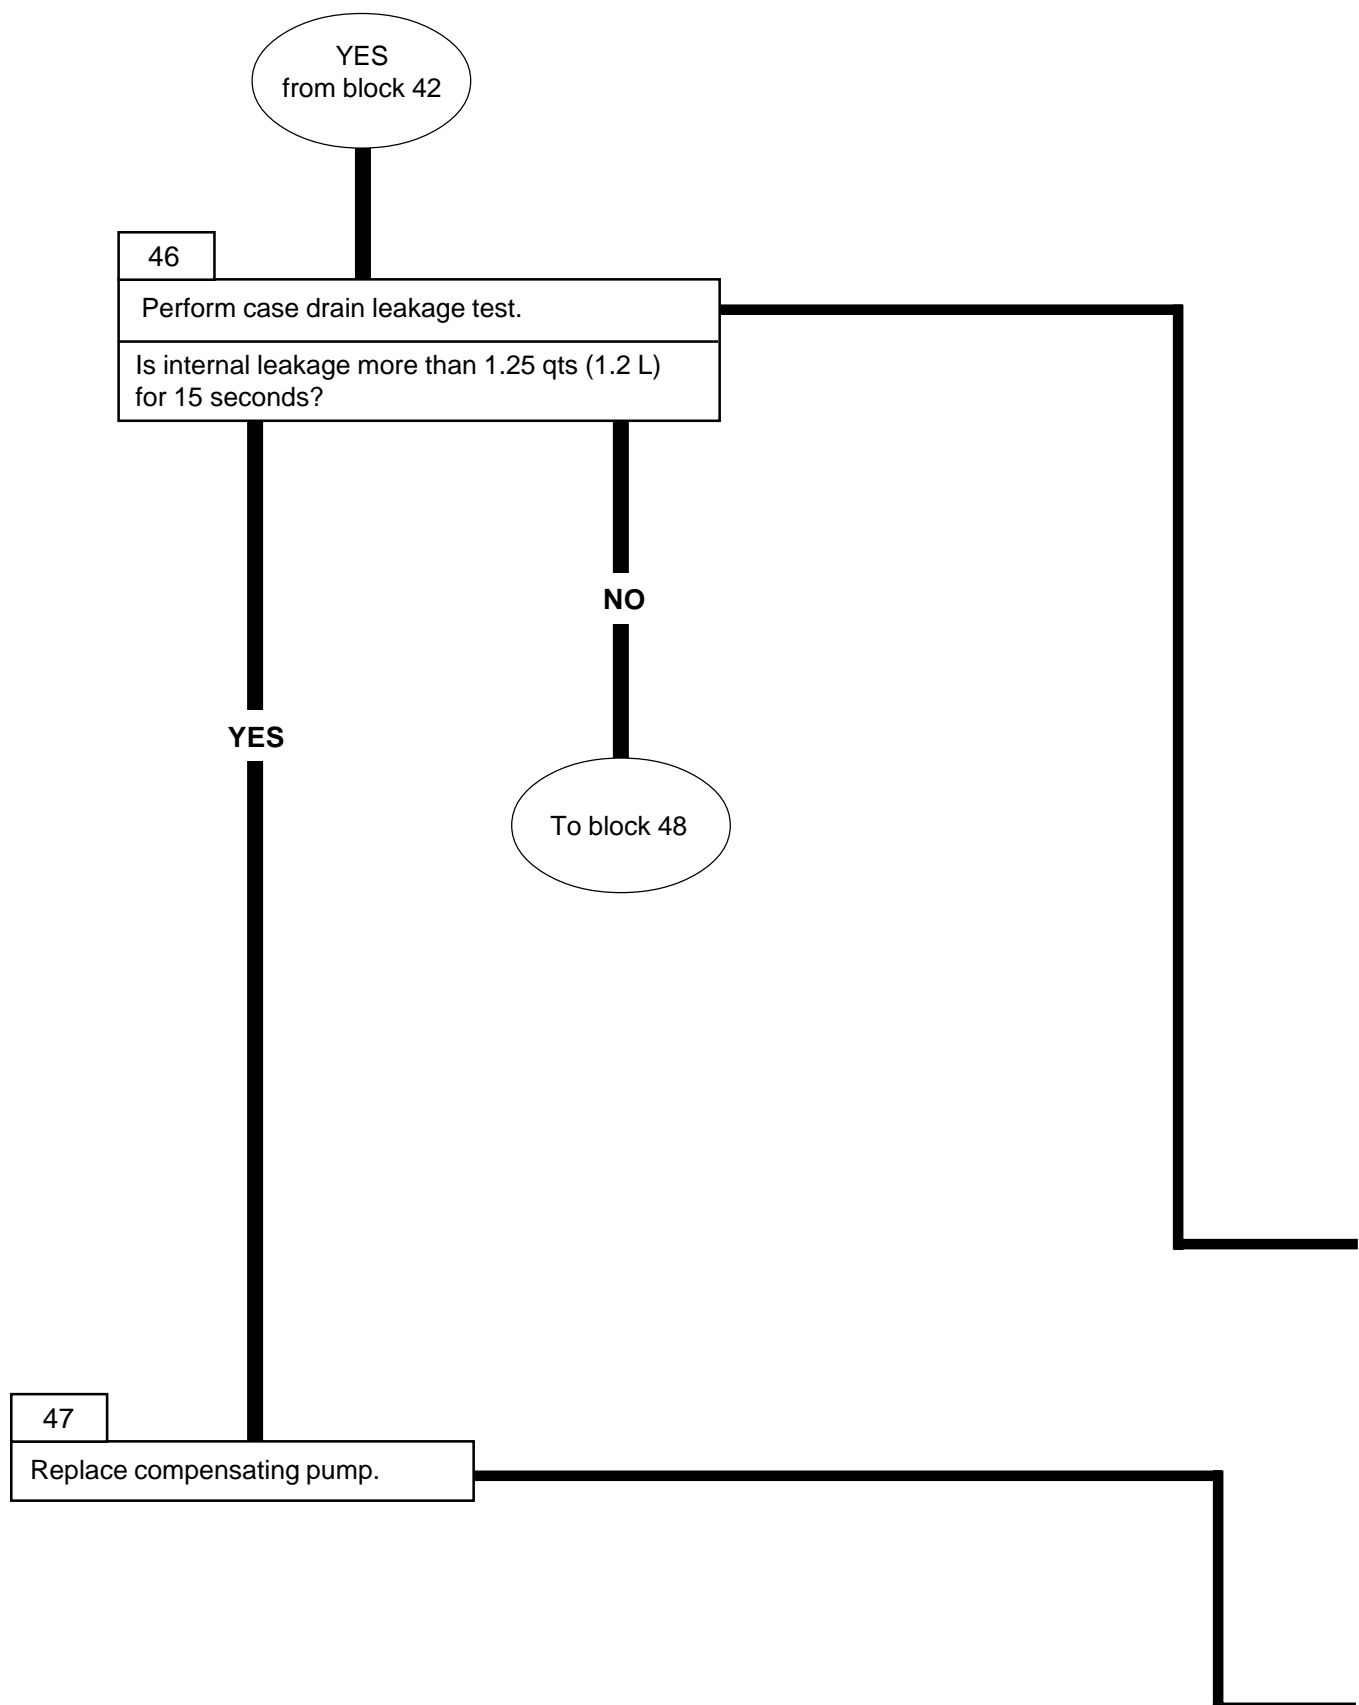 YES
from block 42
46
Perform case drain leakage test.
Is internal leakage more than 1.25 qts (1.2 L)
for 15 seconds?
NO
YES
To block 48
47
Replace compensating pump.